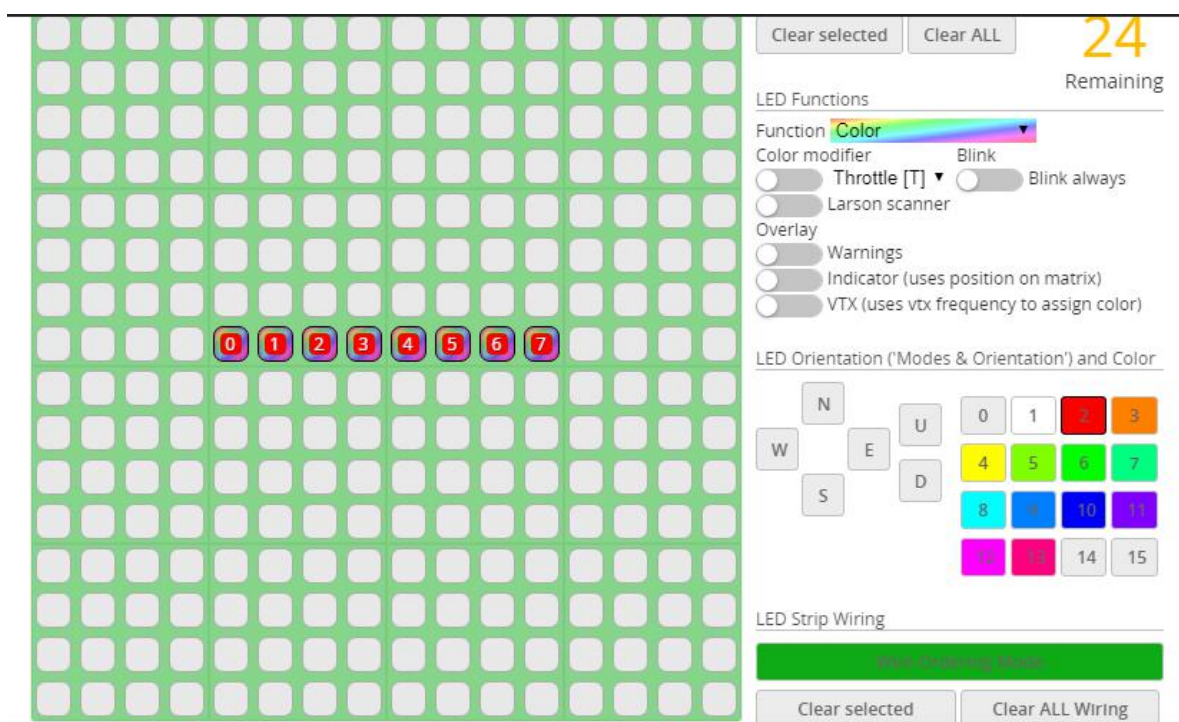 Clear selected Clear ALL 24
Remaining
LED Functions
Function Color
Color modifier Blink
Throttle [T] Blink always
Larson scanner
Overlay
Warnings
Indicator (uses position on matrix)
VTX (uses vtx frequency to assign color)
0 1 2 3 4 5 6 7
LED Orientation ('Modes & Orientation') and Color
N
U
W E
D
S
0 1 2 3
4 5 6 7
8 9 10 11
12 13 14 15
LED Strip Wiring
Wire Ordering Mode
Clear selected Clear ALL Wiring